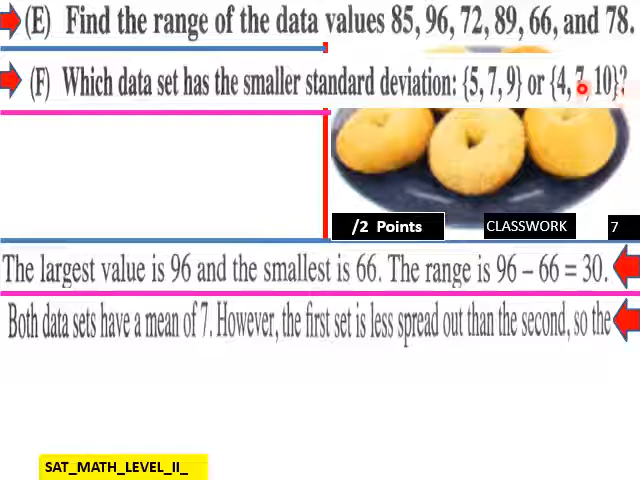 (E) Find the range of the data values 85, 96, 72, 89, 66, and 78.
(F) Which data set has the smaller standard deviation: {5, 7, 9} or {4, 7, 10}?
/2 Points CLASSWORK 7
The largest value is 96 and the smallest is 66. The range is 96 – 66 = 30.
Both data sets have a mean of 7. However, the first set is less spread out than the second, so the
SAT_MATH_LEVEL_II_